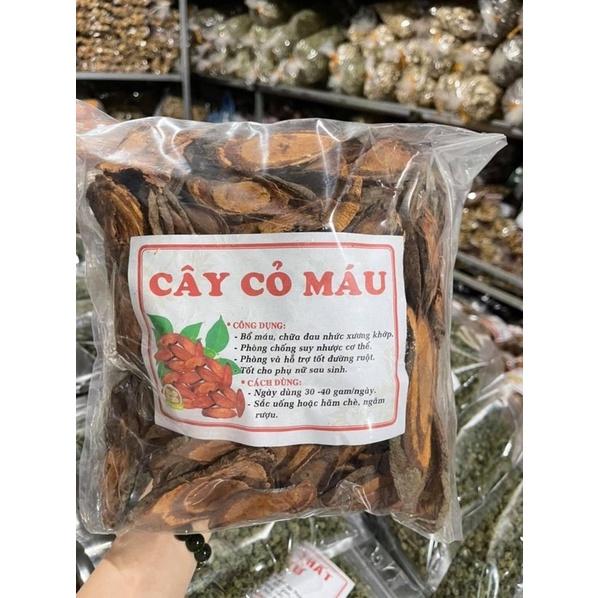 CÂY CỎ MÁU
* CÔNG DỤNG:
- Bổ máu, chữa đau nhức xương khớp.
- Phòng chống suy nhược cơ thể.
- Phòng và hỗ trợ tốt đường ruột.
- Tốt cho phụ nữ sau sinh.
* CÁCH DÙNG:
- Ngày dùng 30 -40 gam/ngày.
- Sắc uống hoặc hãm chè, ngâm
rượu.